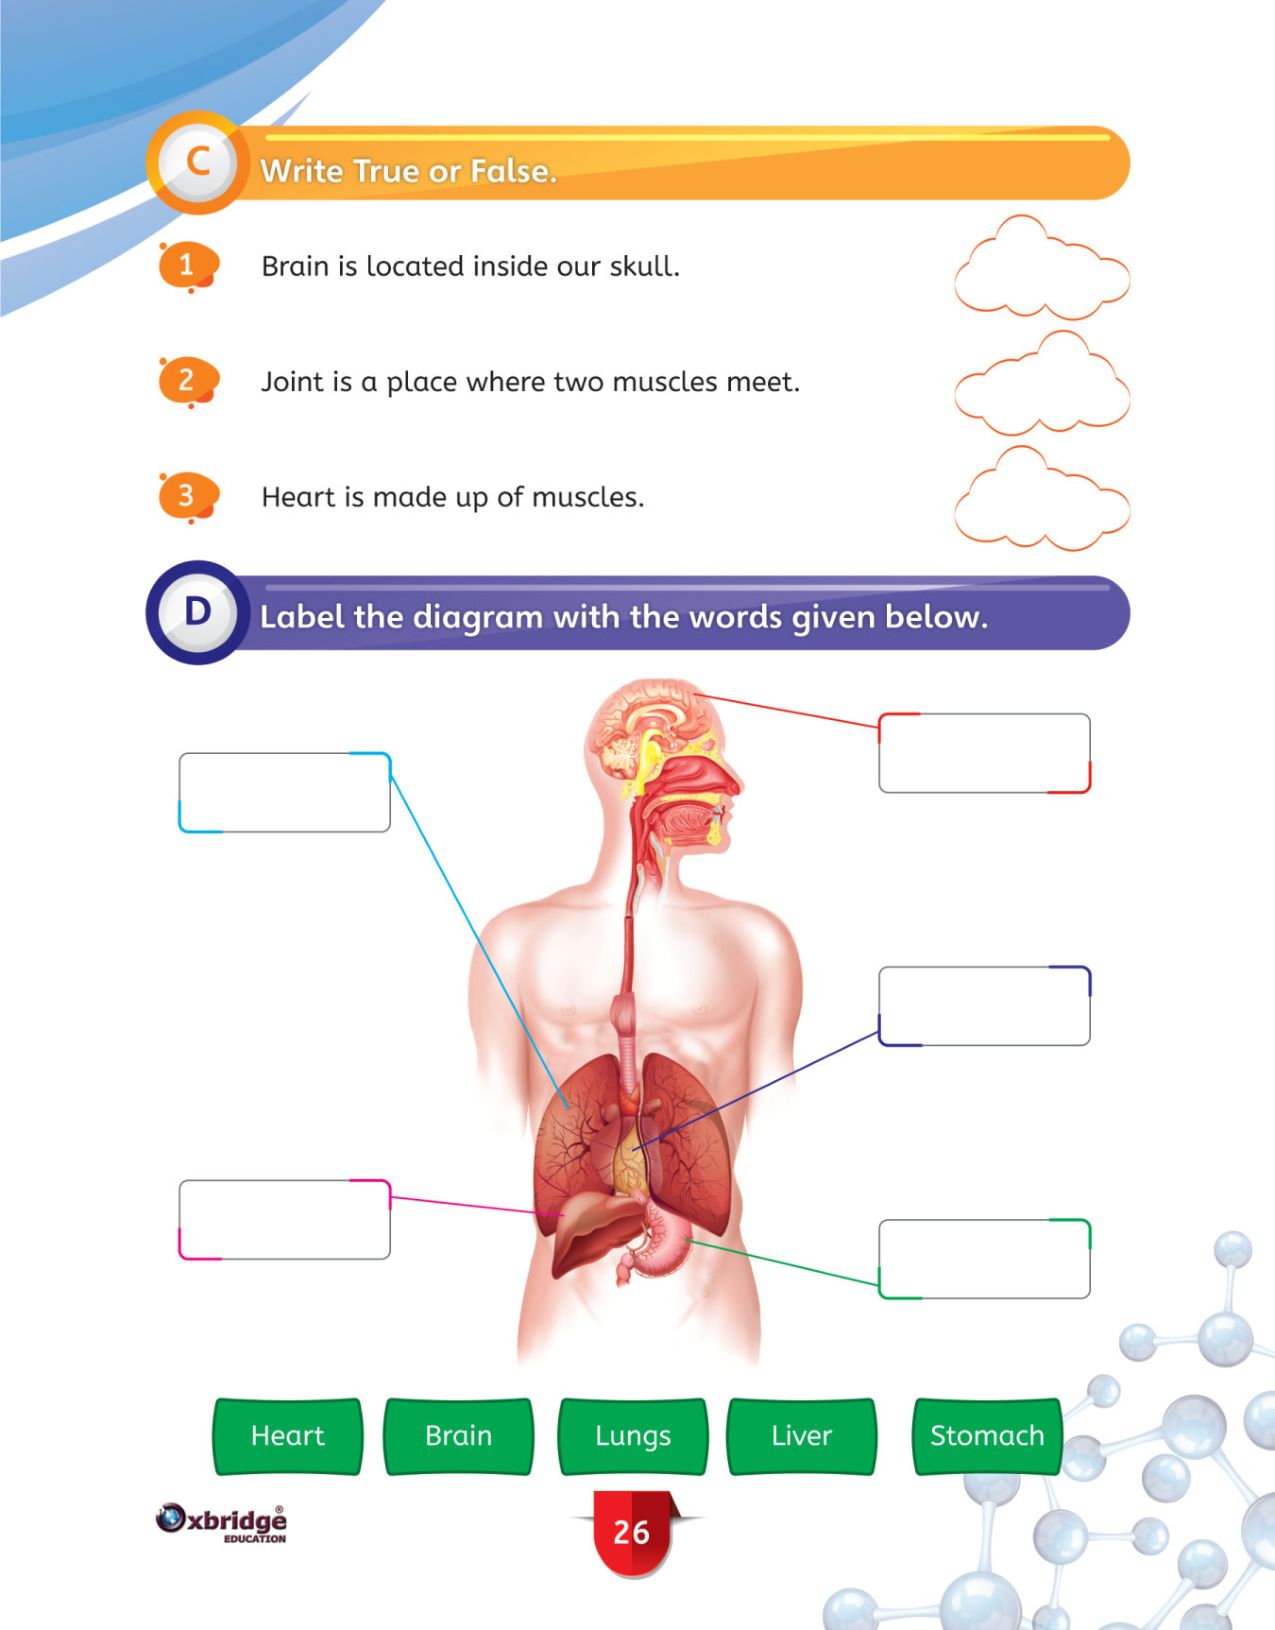 C
Write True or False.
1
Brain is located inside our skull.
2
Joint is a place where two muscles meet.
3
Heart is made up of muscles.
D
Label the diagram with the words given below.
Heart
Brain
Lungs
Liver
Stomach
Oxbridge®
EDUCATION
26